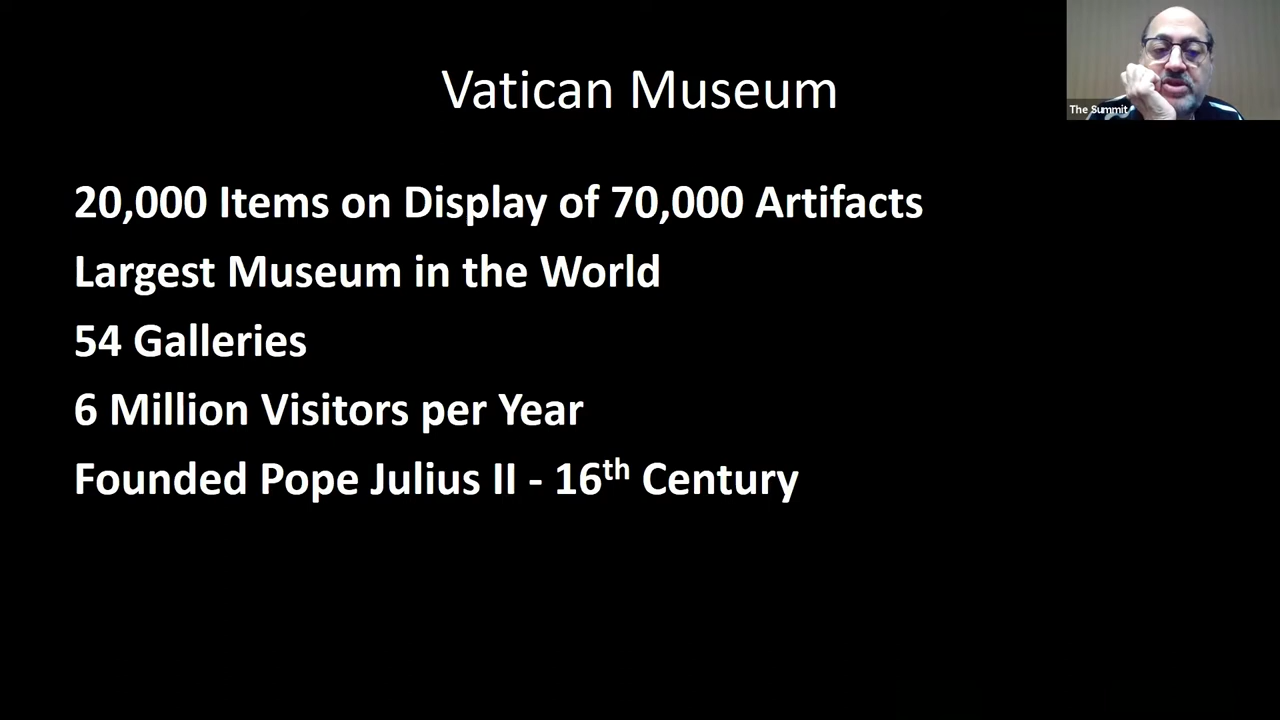 Vatican Museum
The Summit
20,000 Items on Display of 70,000 Artifacts
Largest Museum in the World
54 Galleries
6 Million Visitors per Year
Founded Pope Julius II - 16th Century